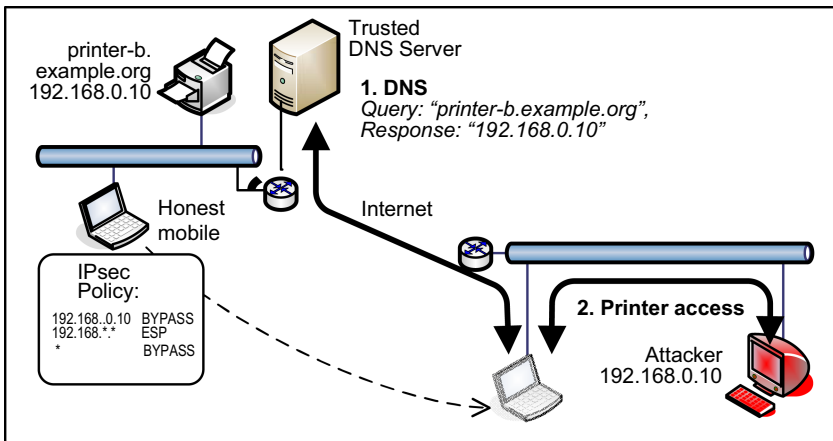 printer-b.
example.org
192.168.0.10
Trusted
DNS Server
1. DNS
Query: “printer-b.example.org”,
Response: “192.168.0.10”
Honest
mobile
Internet
IPsec
Policy:
192.168..0.10 BYPASS
192.168.*.* ESP
* BYPASS
2. Printer access
Attacker
192.168.0.10